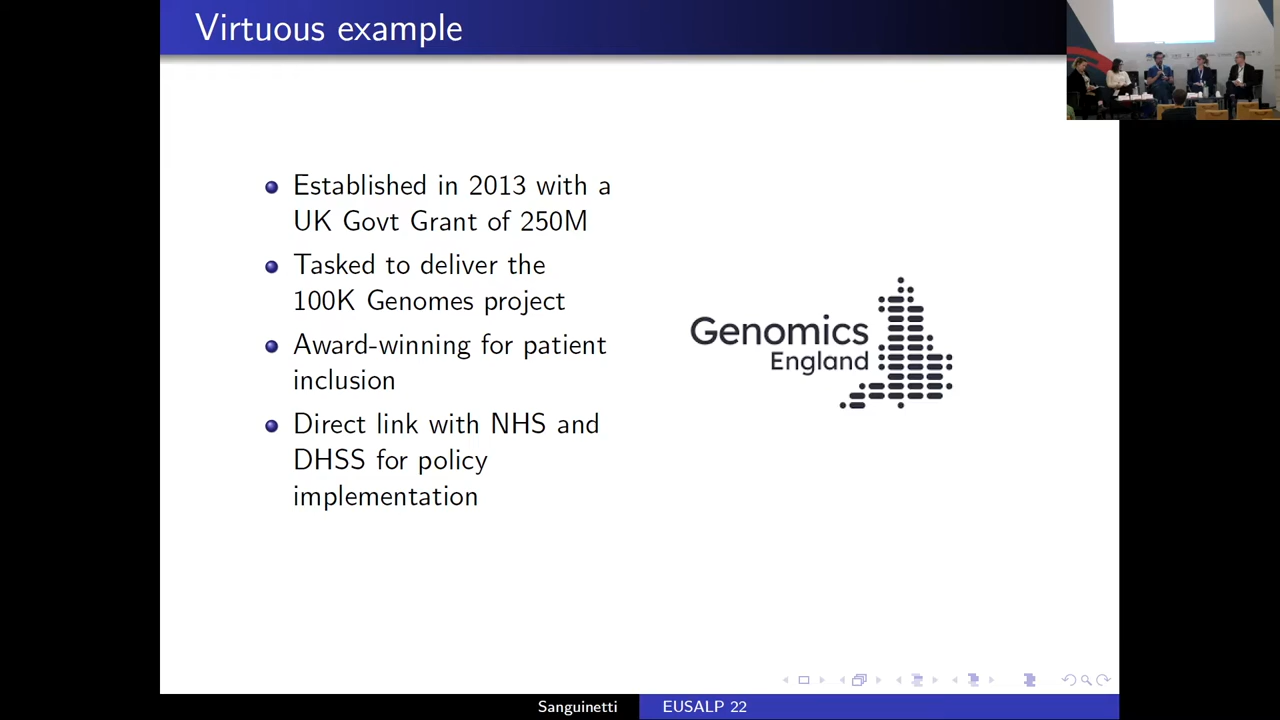 Virtuous example
Established in 2013 with a
UK Govt Grant of 250M
Tasked to deliver the
100K Genomes project
Award-winning for patient
inclusion
Direct link with NHS and
DHSS for policy
implementation
Genomics
England
Sanguinetti
EUSALP 22